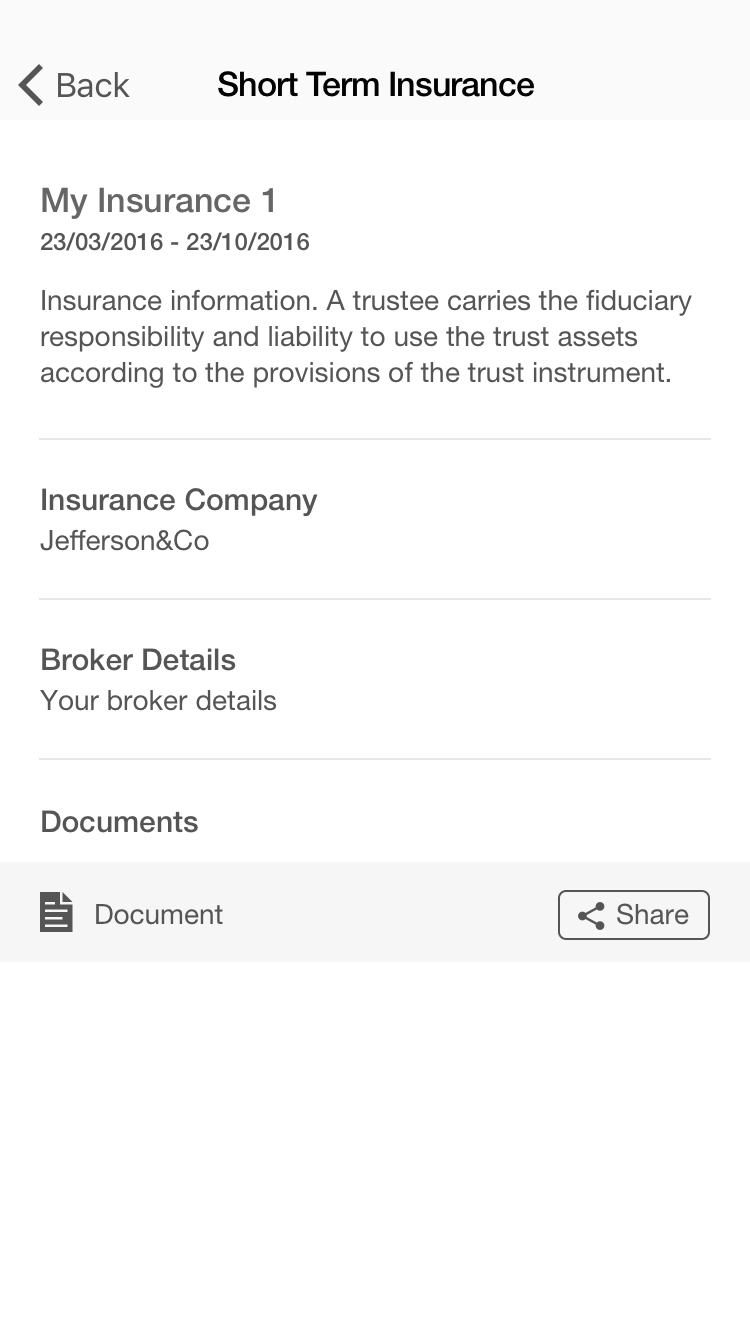 Back
Short Term Insurance
My Insurance 1
23/03/2016 - 23/10/2016
Insurance information. A trustee carries the fiduciary
responsibility and liability to use the trust assets
according to the provisions of the trust instrument.
Insurance Company
Jefferson&Co
Broker Details
Your broker details
Documents
Document
Share